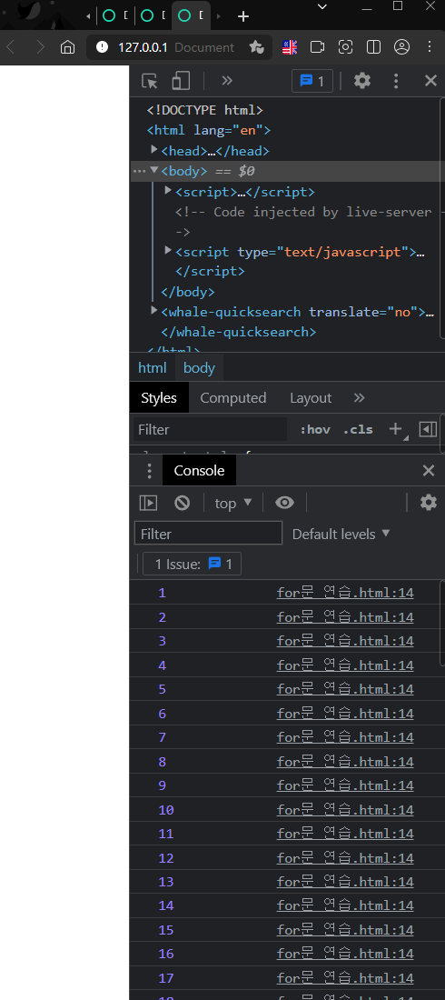 127.0.0.1 Document
1
<!DOCTYPE html>
<html lang="en">
<head>…</head>
<body> == $0
<script>…</script>
<!-- Code injected by live-server -
->
<script type="text/javascript">…
</script>
</body>
<whale-quicksearch translate="no">…
</whale-quicksearch>
</html>
html body
Styles Computed Layout
Filter :hov .cls
Console
top
Filter Default levels
1 Issue: 1
1 for문 연습.html:14
2 for문 연습.html:14
3 for문 연습.html:14
4 for문 연습.html:14
5 for문 연습.html:14
6 for문 연습.html:14
7 for문 연습.html:14
8 for문 연습.html:14
9 for문 연습.html:14
10 for문 연습.html:14
11 for문 연습.html:14
12 for문 연습.html:14
13 for문 연습.html:14
14 for문 연습.html:14
15 for문 연습.html:14
16 for문 연습.html:14
17 for문 연습.html:14